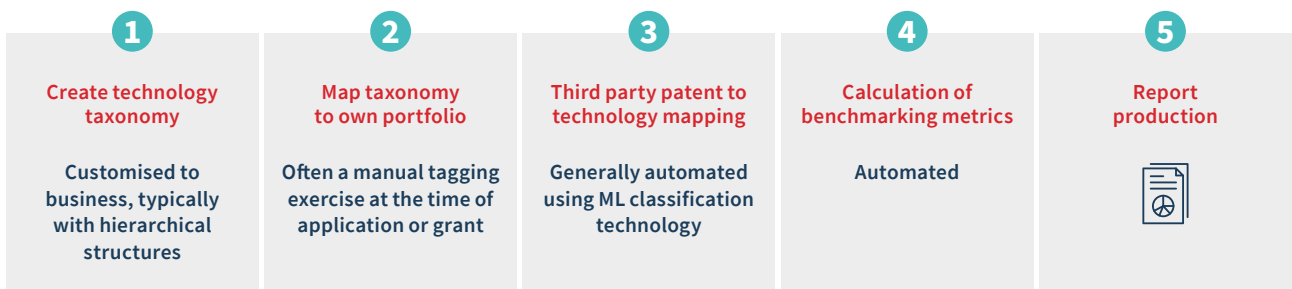 1
Create technology
taxonomy
Customised to
business, typically
with hierarchical
structures
2
Map taxonomy
to own portfolio
Often a manual tagging
exercise at the time of
application or grant
3
Third party patent to
technology mapping
Generally automated
using ML classification
technology
4
Calculation of
benchmarking metrics
Automated
5
Report
production